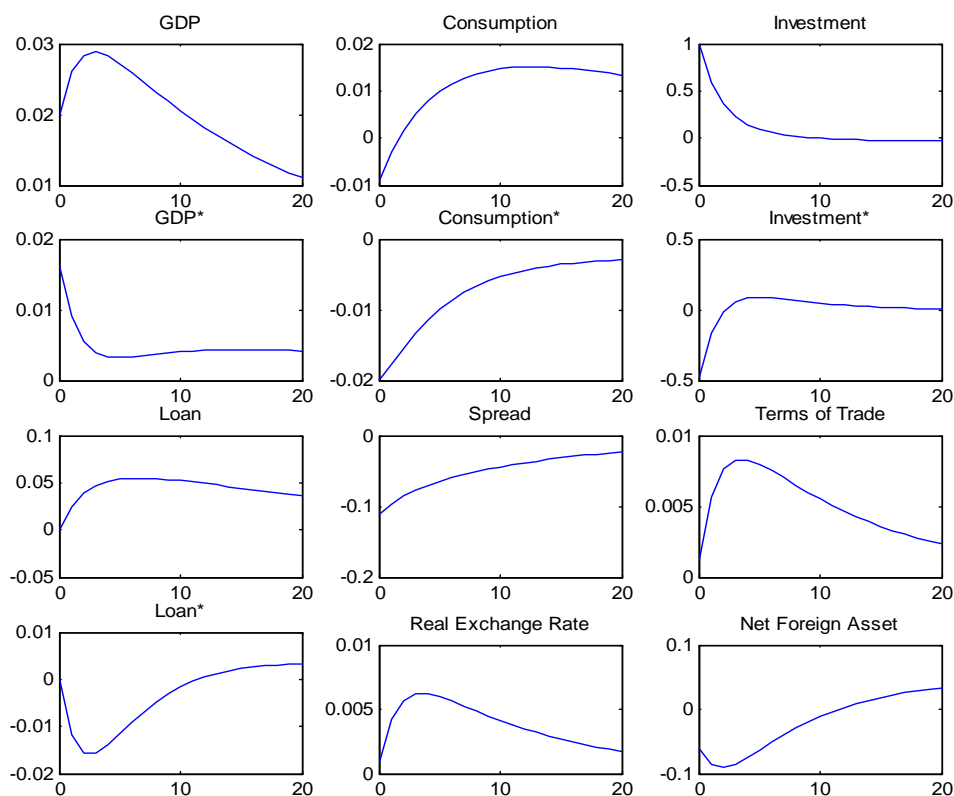 GDP
Consumption
Investment
0.03
0.02
0.01
0 10 20
0.02
0.01
0
-0.01
0 10 20
1
0.5
0
-0.5
0 10 20
GDP*
Consumption*
Investment*
0.02
0.01
0
0 10 20
0
-0.01
-0.02
0 10 20
0.5
0
-0.5
0 10 20
Loan
Spread
Terms of Trade
0.1
0.05
0
-0.05
0 10 20
0
-0.1
-0.2
0 10 20
0.01
0.005
0
0 10 20
Loan*
Real Exchange Rate
Net Foreign Asset
0.01
0
-0.01
-0.02
0 10 20
0.01
0.005
0
0 10 20
0.1
0
-0.1
0 10 20